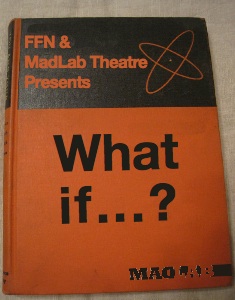 FFN &
MadLab Theatre
Presents
What
if...?